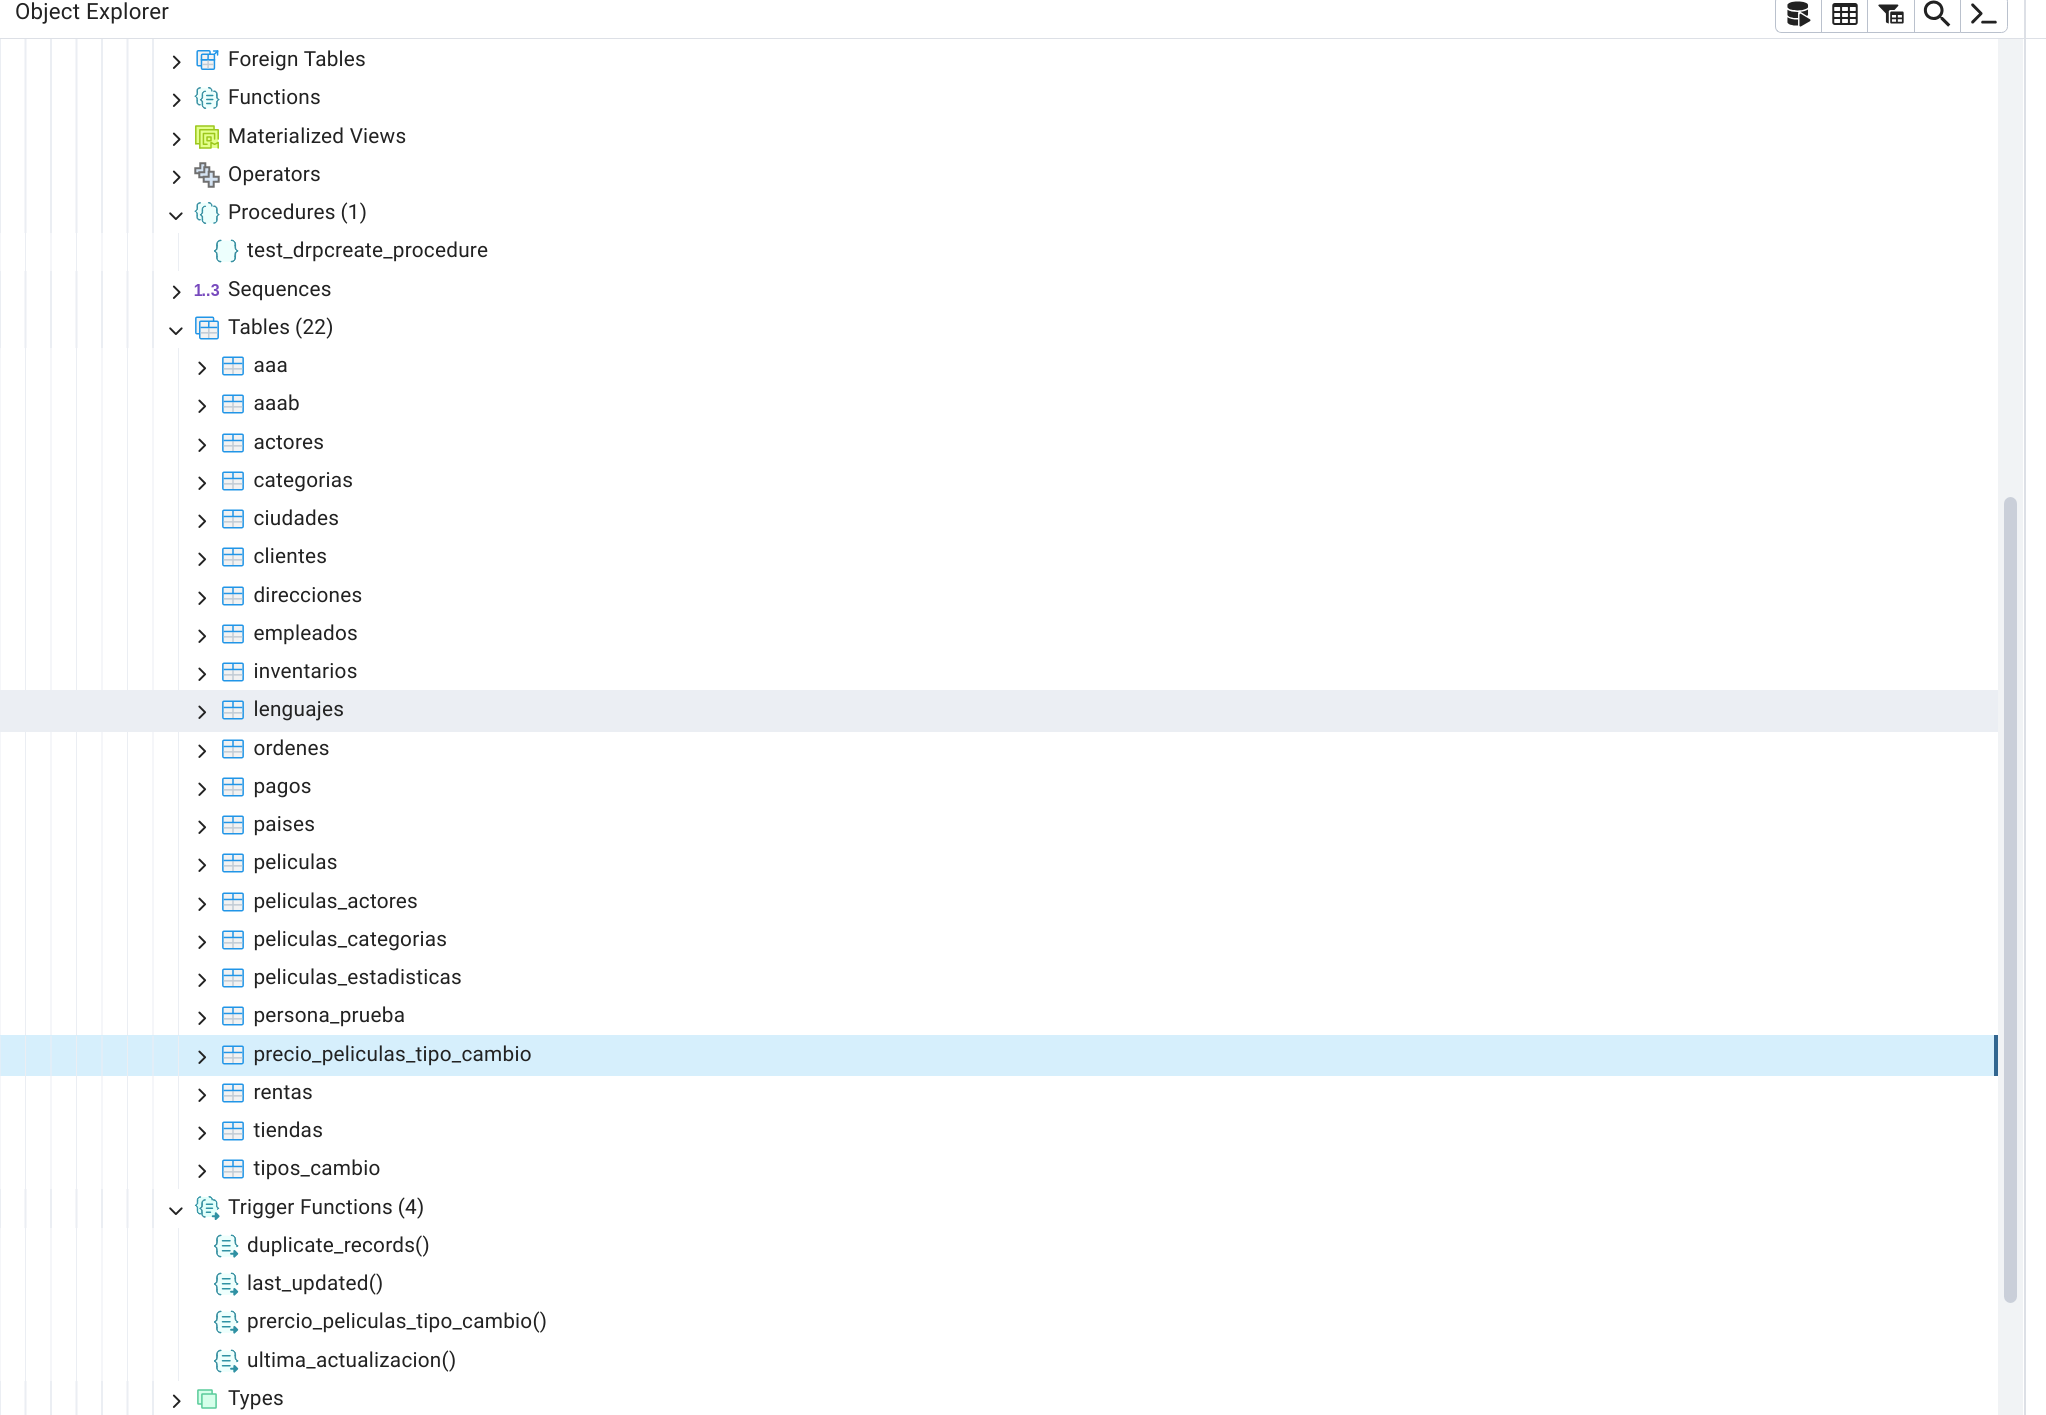 Object Explorer
Foreign Tables
Functions
Materialized Views
Operators
Procedures (1)
test_drpcreate_procedure
1..3 Sequences
Tables (22)
aaa
aaab
actores
categorias
ciudades
clientes
direcciones
empleados
inventarios
lenguajes
ordenes
pagos
paises
peliculas
peliculas_actores
peliculas_categorias
peliculas_estadisticas
persona_prueba
precio_peliculas_tipo_cambio
rentas
tiendas
tipos_cambio
Trigger Functions (4)
duplicate_records()
last_updated()
prercio_peliculas_tipo_cambio()
ultima_actualizacion()
Types